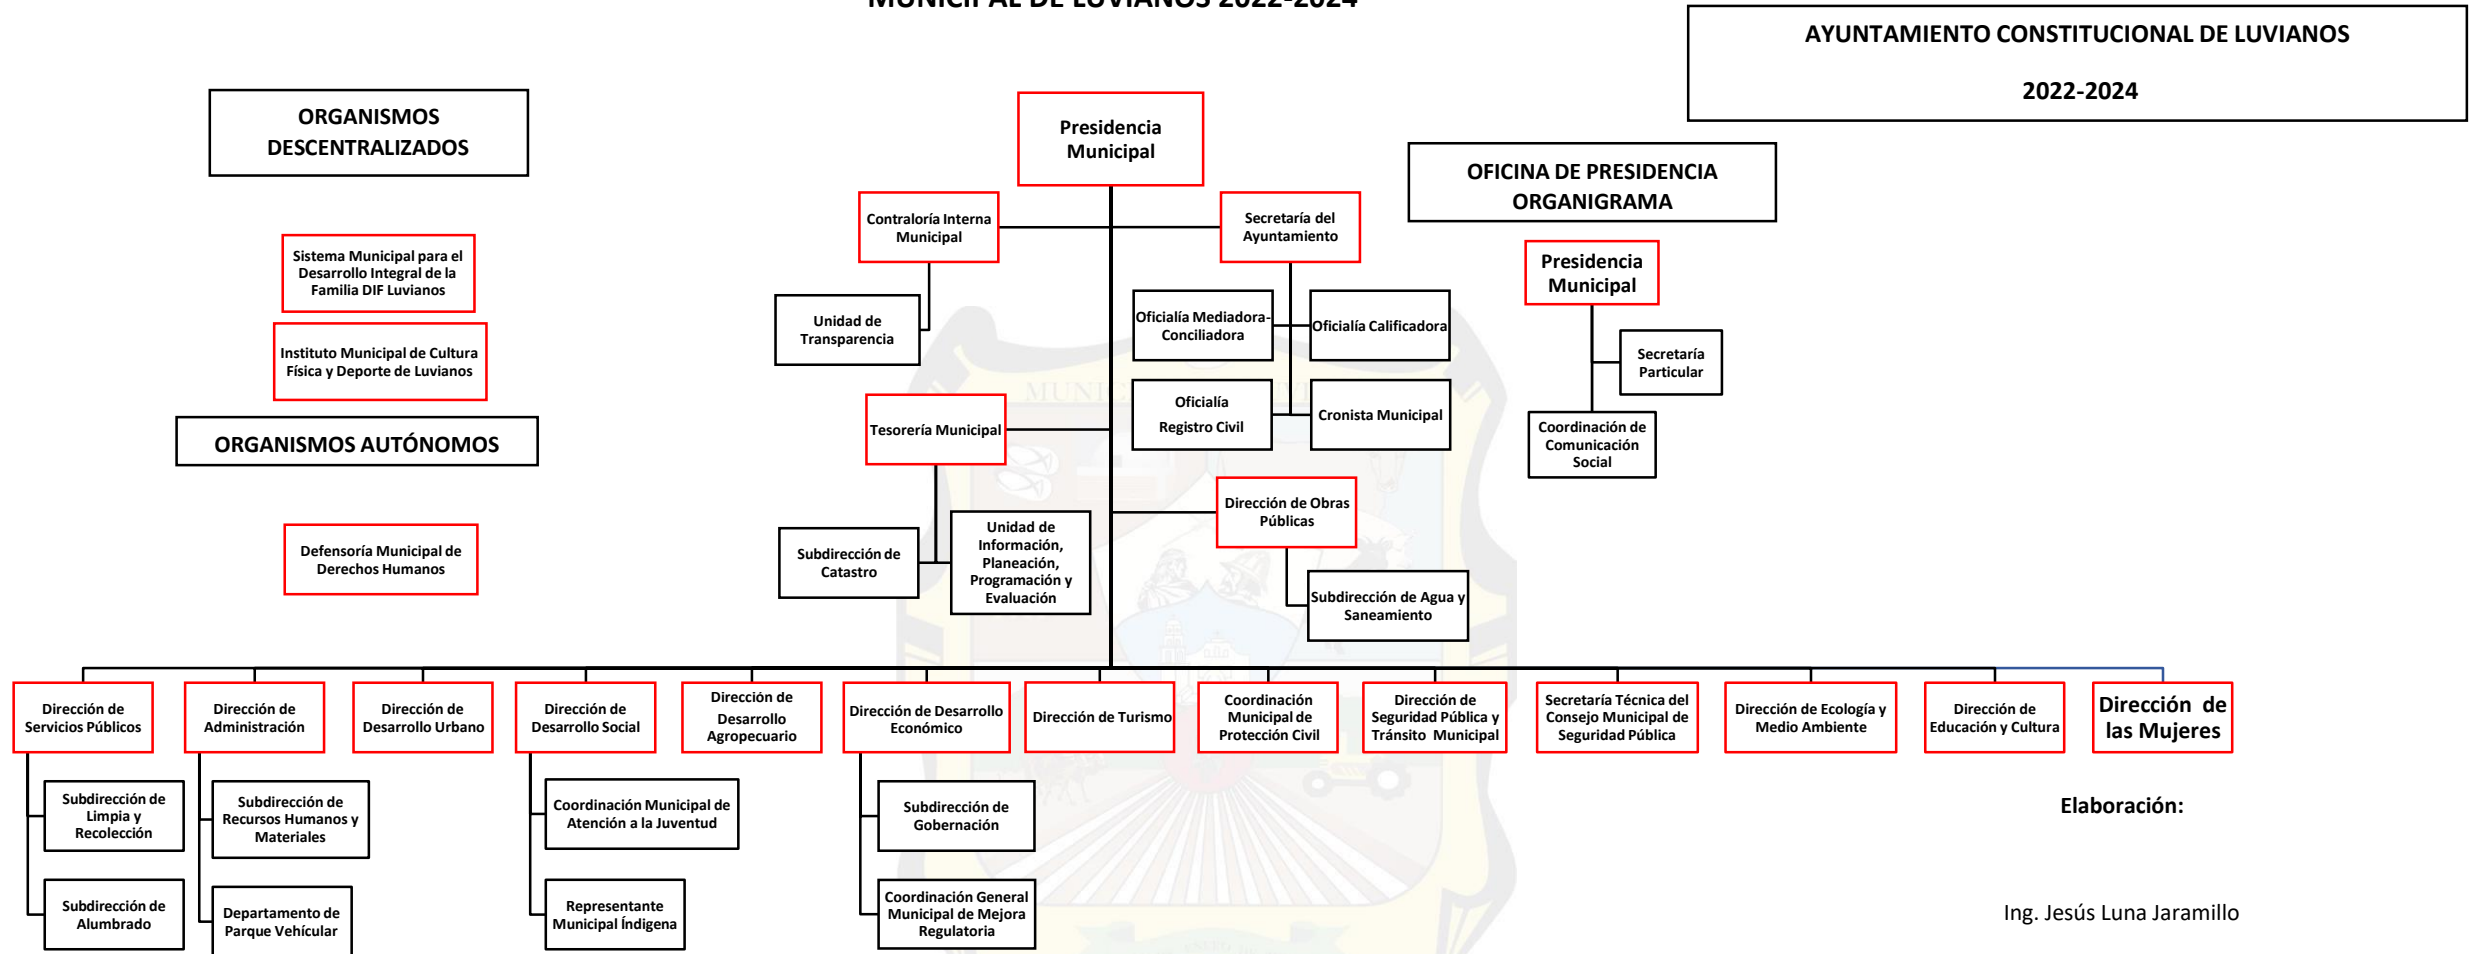 MUNICIPAL DE LUVIANOS 2022-2024
AYUNTAMIENTO CONSTITUCIONAL DE LUVIANOS
2022-2024
ORGANISMOS
DESCENTRALIZADOS
Presidencia
Municipal
OFICINA DE PRESIDENCIA
ORGANIGRAMA
Contraloría Interna
Municipal
Secretaría del
Ayuntamiento
Sistema Municipal para el
Desarrollo Integral de la
Familia DIF Luvianos
Presidencia
Municipal
Unidad de
Transparencia
Oficialía Mediadora-
Conciliadora
Oficialía Calificadora
Instituto Municipal de Cultura
Física y Deporte de Luvianos
Secretaría
Particular
Oficialía
Registro Civil
Cronista Municipal
Tesorería Municipal
ORGANISMOS AUTÓNOMOS
Coordinación de
Comunicación
Social
Dirección de Obras
Públicas
Defensoría Municipal de
Derechos Humanos
Subdirección de
Catastro
Unidad de
Información,
Planeación,
Programación y
Evaluación
Subdirección de Agua y
Saneamiento
Dirección de
Servicios Públicos
Dirección de
Administración
Dirección de
Desarrollo Urbano
Dirección de
Desarrollo Social
Dirección de
Desarrollo
Agropecuario
Dirección de Desarrollo
Económico
Dirección de Turismo
Coordinación
Municipal de
Protección Civil
Dirección de
Seguridad Pública y
Tránsito Municipal
Secretaría Técnica del
Consejo Municipal de
Seguridad Pública
Dirección de Ecología y
Medio Ambiente
Dirección de
Educación y Cultura
Dirección de
las Mujeres
Subdirección de
Limpia y
Recolección
Subdirección de
Recursos Humanos y
Materiales
Coordinación Municipal de
Atención a la Juventud
Subdirección de
Gobernación
Elaboración:
Subdirección de
Alumbrado
Departamento de
Parque Vehícular
Representante
Municipal Índigena
Coordinación General
Municipal de Mejora
Regulatoria
Ing. Jesús Luna Jaramillo